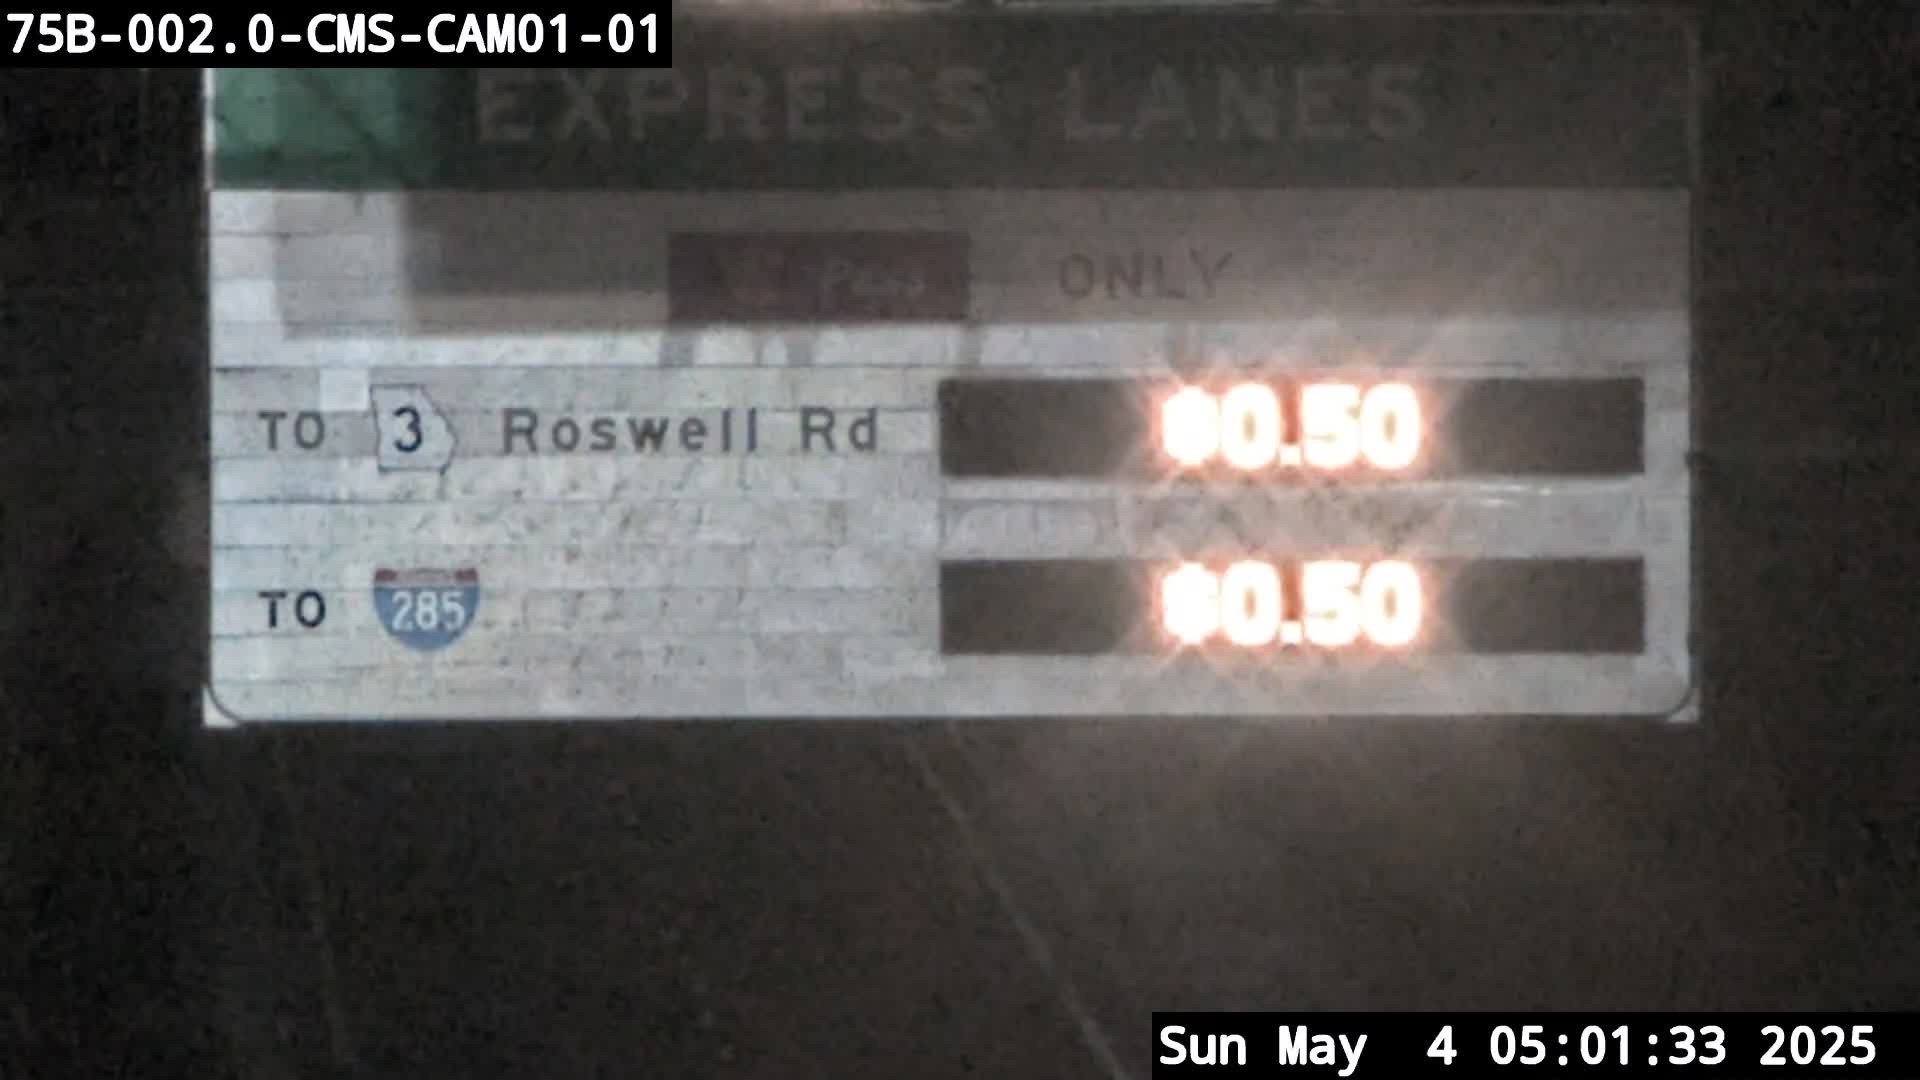 75B-002.0-CMS-CAM01-01
EXPRESS LANES
Pass ONLY
TO 3 Roswell Rd $0.50
TO 285 $0.50
Sun May 4 05:01:33 2025